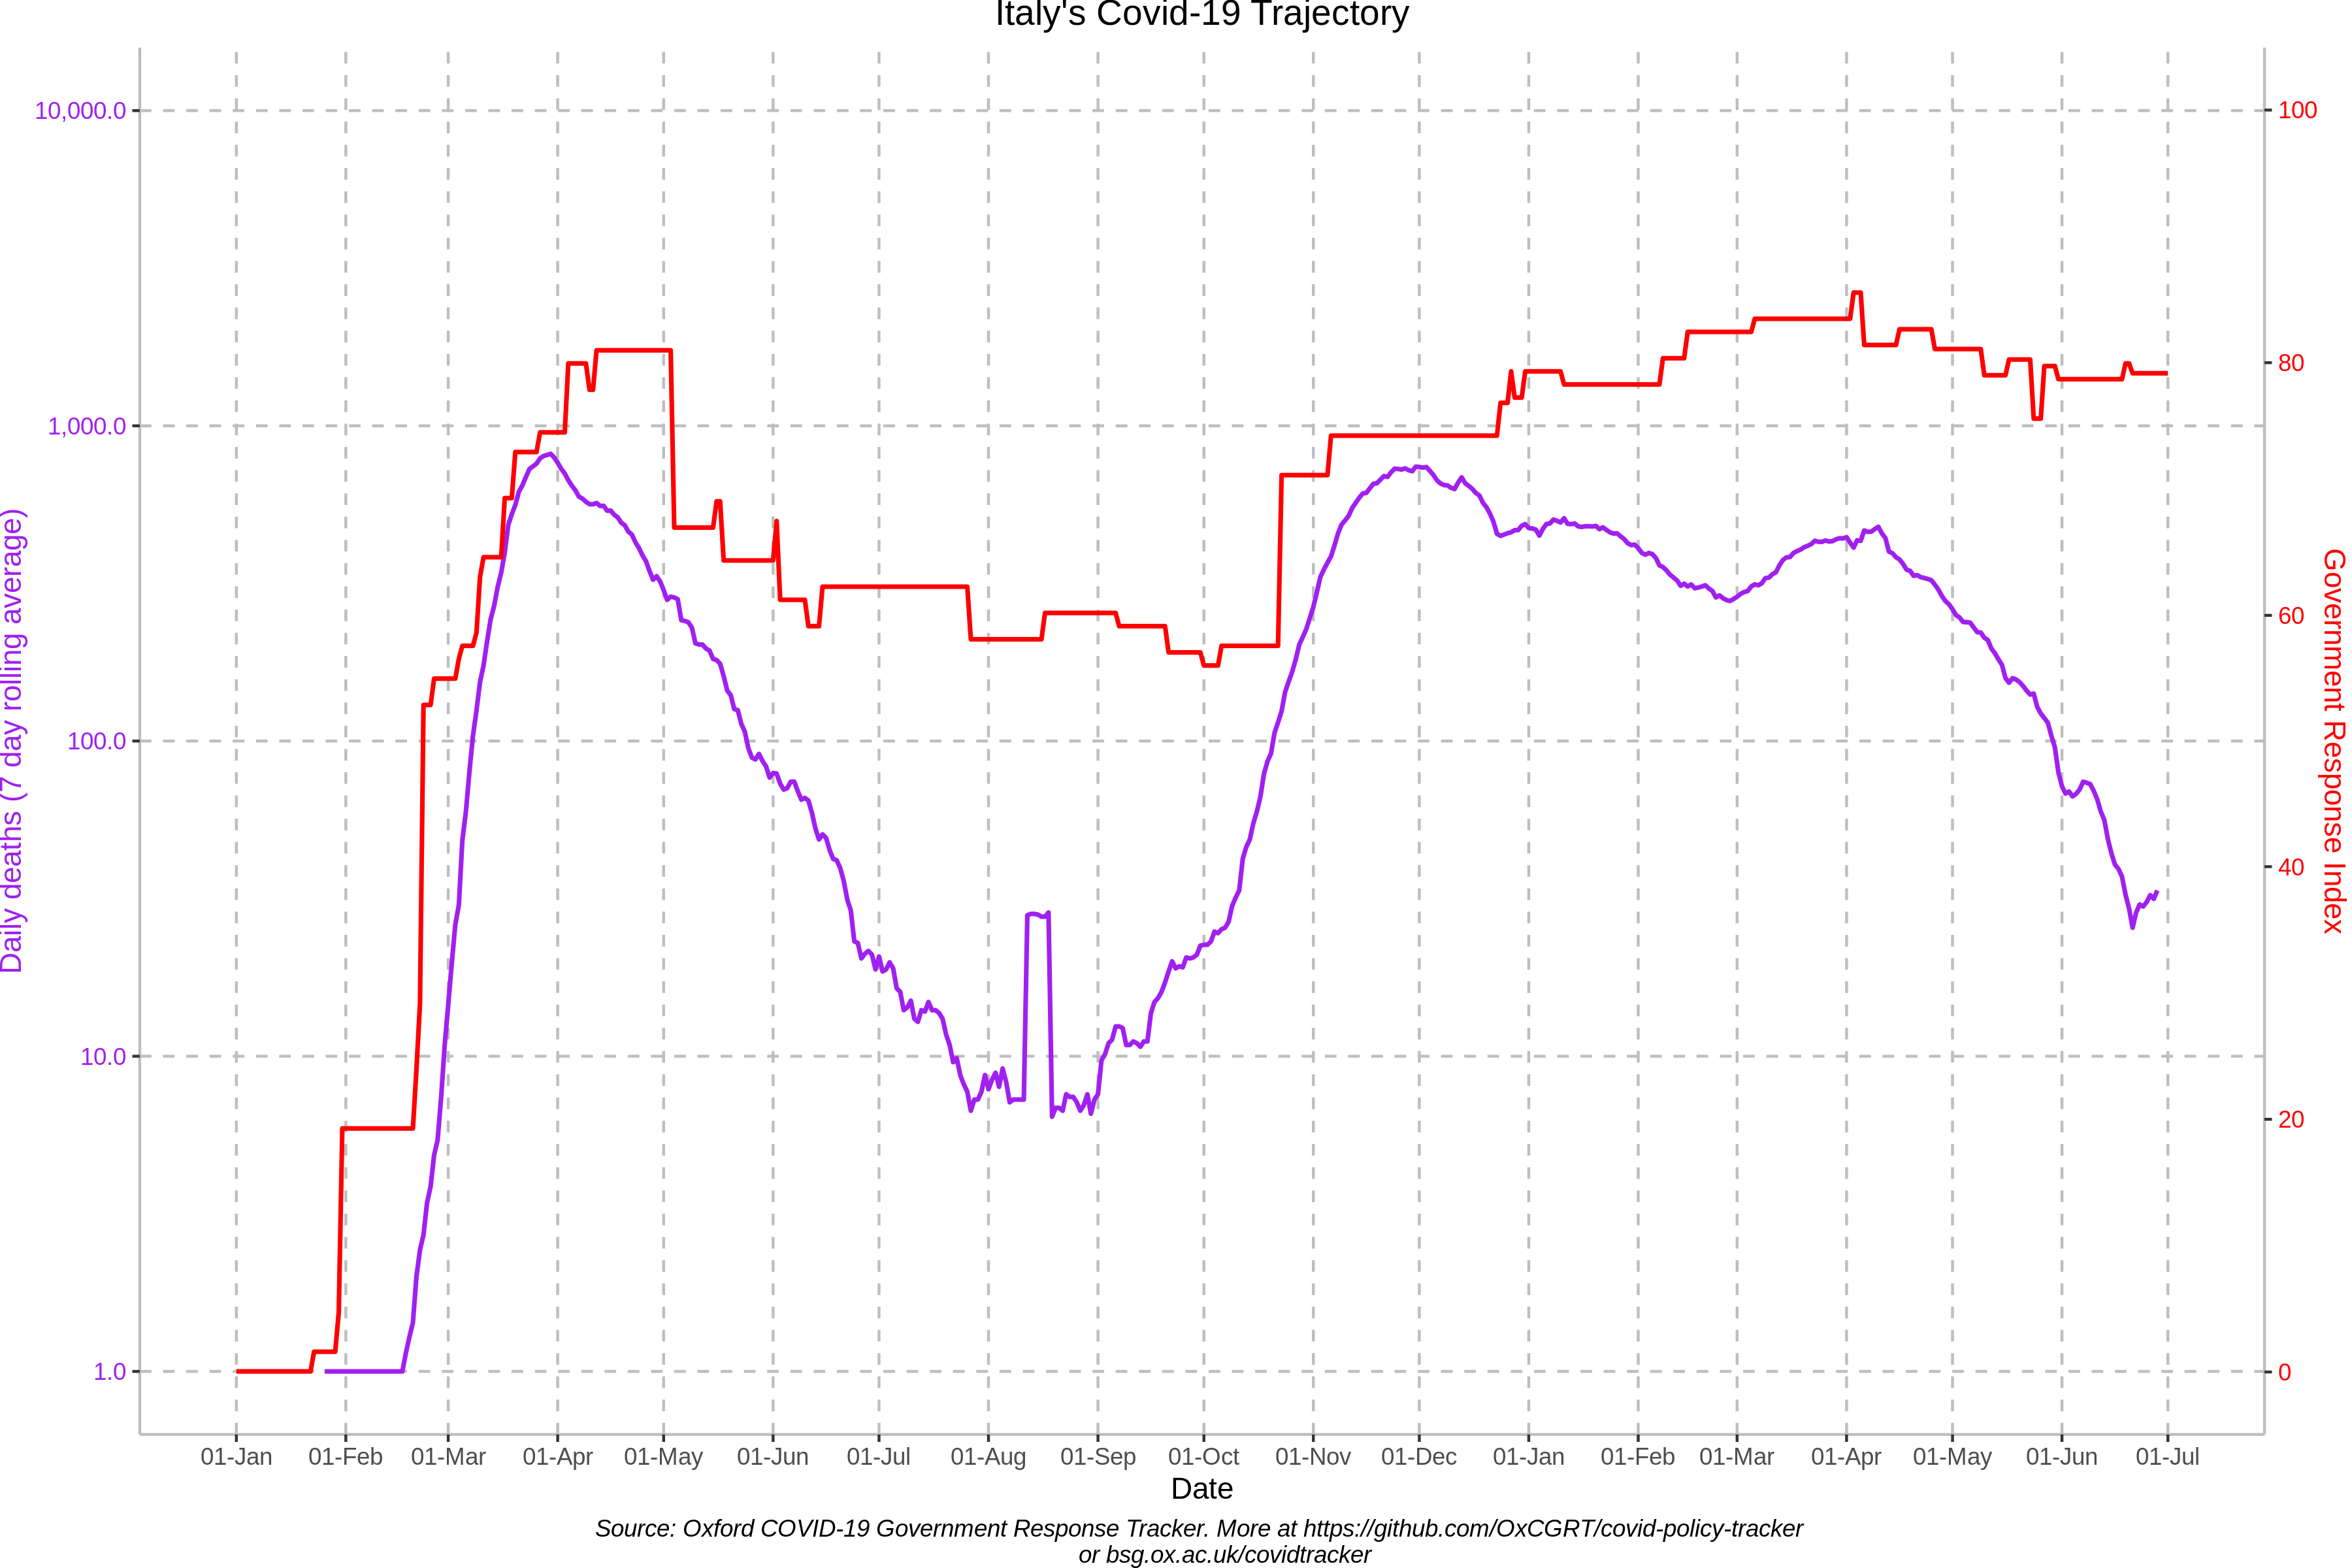 Italy's Covid-19 Trajectory
10,000.0
1,000.0
100.0
10.0
1.0
Daily deaths (7 day rolling average)
100
80
60
40
20
0
Government Response Index
01-Jan 01-Feb 01-Mar 01-Apr 01-May 01-Jun 01-Jul 01-Aug 01-Sep 01-Oct 01-Nov 01-Dec 01-Jan 01-Feb 01-Mar 01-Apr 01-May 01-Jun 01-Jul
Date
Source: Oxford COVID-19 Government Response Tracker. More at https://github.com/OxCGRT/covid-policy-tracker
or bsg.ox.ac.uk/covidtracker